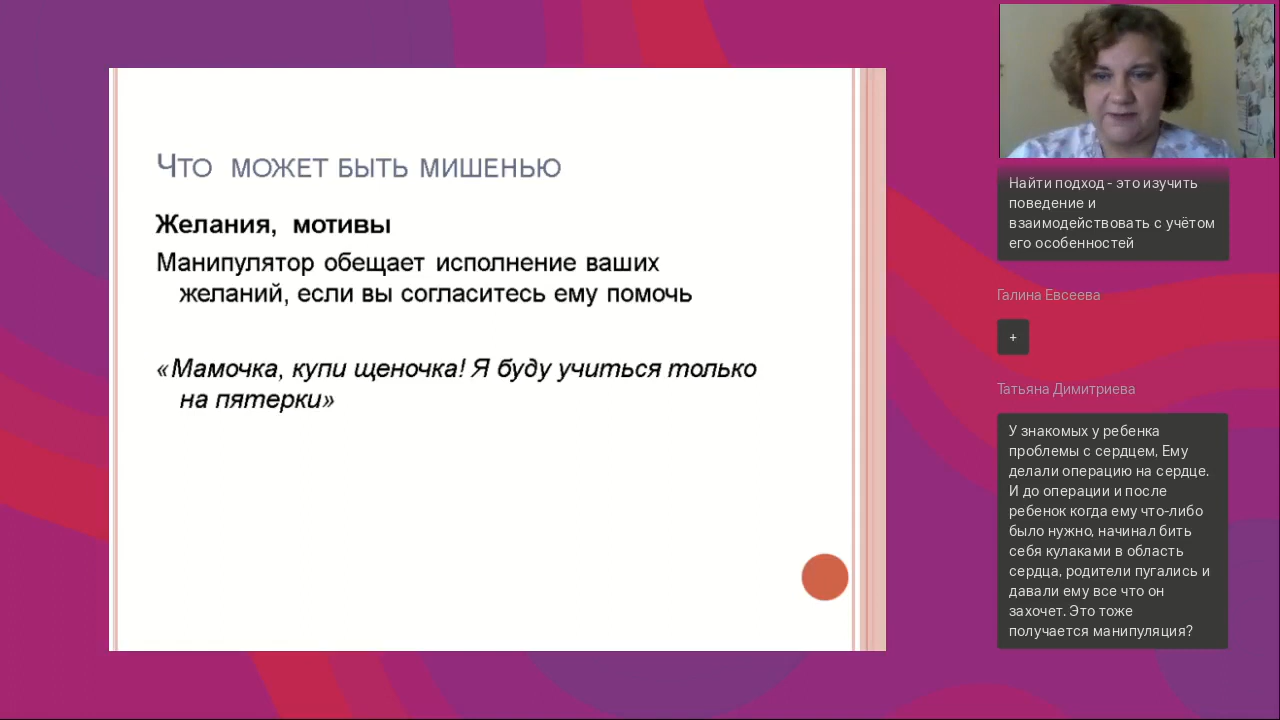 Что может быть мишенью
Желания, мотивы
Манипулятор обещает исполнение ваших
желаний, если вы согласитесь ему помочь
«Мамочка, купи щеночка! Я буду учиться только
на пятерки»
Найти подход - это изучить
поведение и
взаимодействовать с учётом
его особенностей
Галина Евсеева
+
Татьяна Димитриева
У знакомых у ребенка
проблемы с сердцем, Ему
делали операцию на сердце.
И до операции и после
ребенок когда ему что-либо
было нужно, начинал бить
себя кулаками в область
сердца, родители пугались и
давали ему все что он
захочет. Это тоже
получается манипуляция?